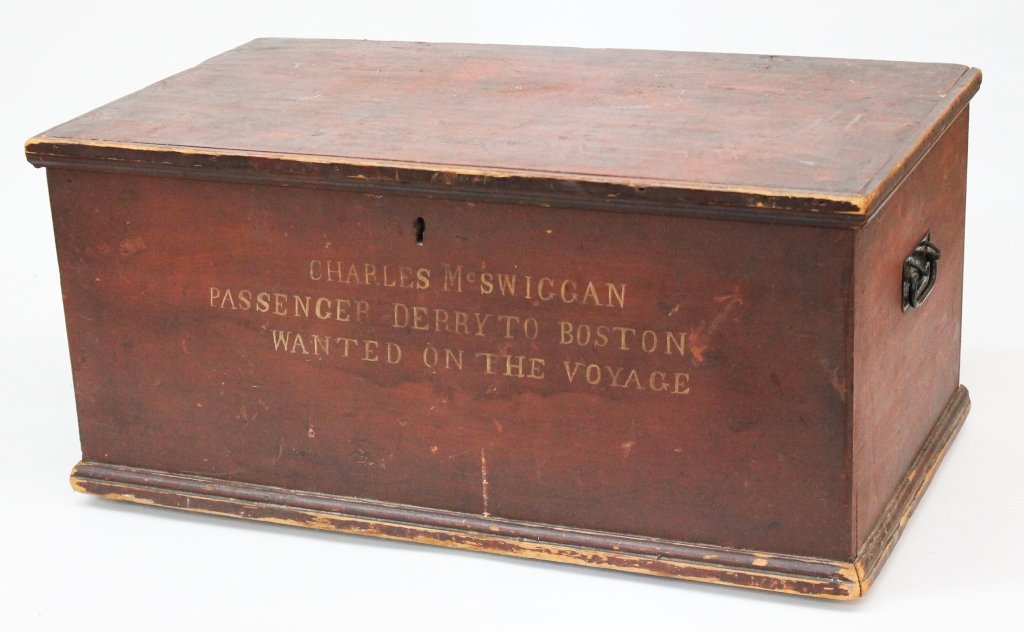 CHARLES McSWIGGAN
PASSENGER DERRY TO BOSTON
WANTED ON THE VOYAGE